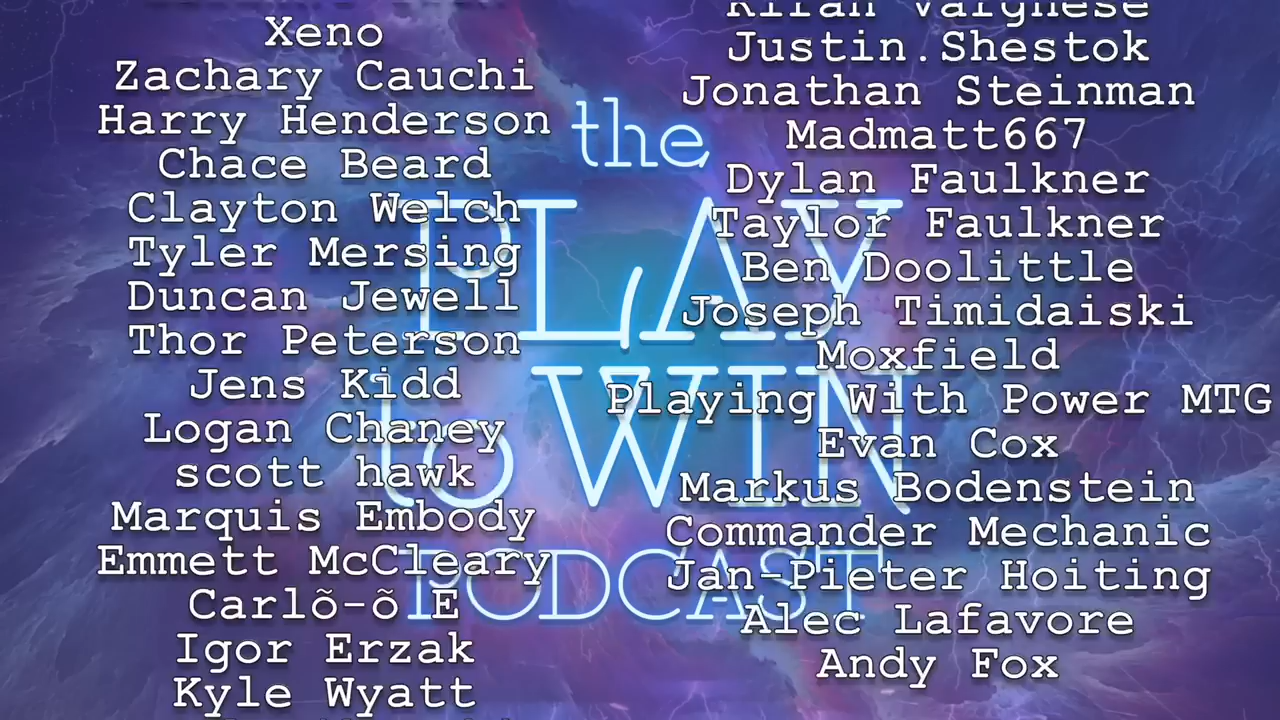 Xeno
Zachary Cauchi
Harry Henderson
Chace Beard
Clayton Welch
Tyler Mersing
Duncan Jewell
Thor Peterson
Jens Kidd
Logan Chaney
scott hawk
Marquis Embody
Emmett McCleary
Carlõ-õ E
Igor Erzak
Kyle Wyatt
the
PLAY
to WIN
PODCAST
Kiran Varghese
Justin.Shestok
Jonathan Steinman
Madmatt667
Dylan Faulkner
Taylor Faulkner
Ben Doolittle
Joseph Timidaiski
Moxfield
Playing With Power MTG
Evan Cox
Markus Bodenstein
Commander Mechanic
Jan-Pieter Hoiting
Alec Lafavore
Andy Fox